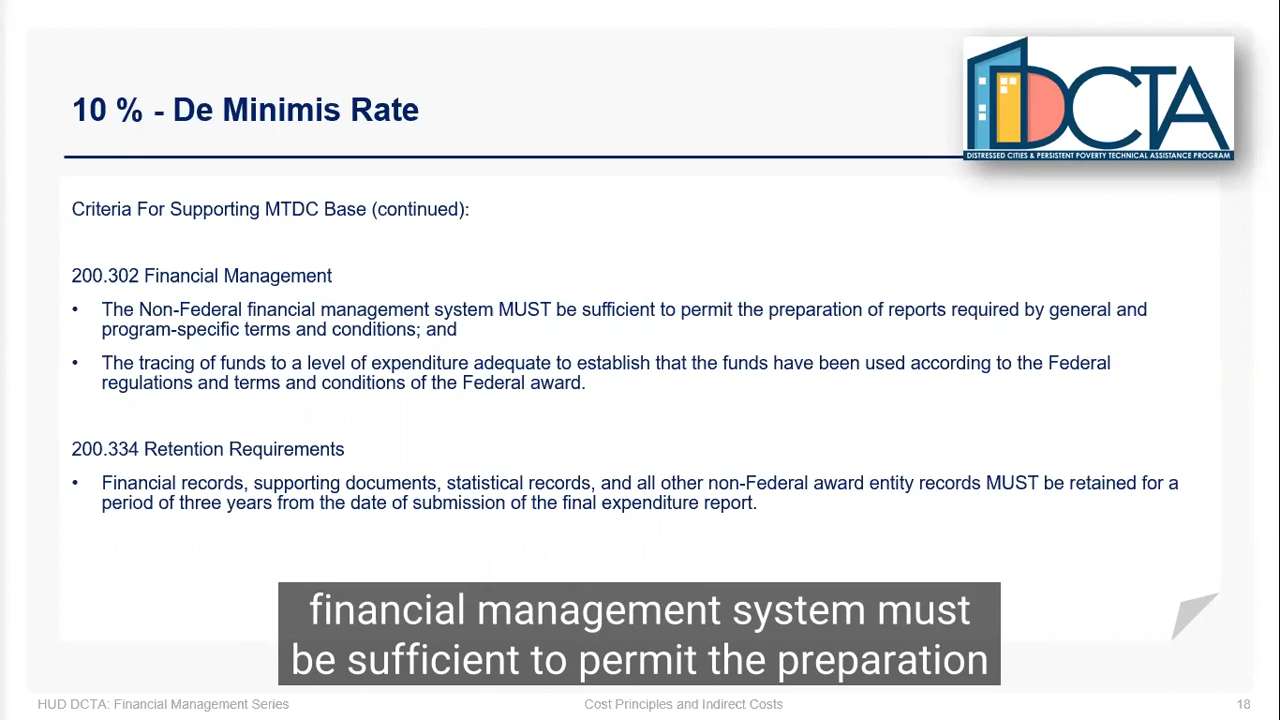 10 % - De Minimis Rate
DCTA
DISTRESSED CITIES & PERSISTENT POVERTY TECHNICAL ASSISTANCE PROGRAM
Criteria For Supporting MTDC Base (continued):
200.302 Financial Management
• The Non-Federal financial management system MUST be sufficient to permit the preparation of reports required by general and
program-specific terms and conditions; and
• The tracing of funds to a level of expenditure adequate to establish that the funds have been used according to the Federal
regulations and terms and conditions of the Federal award.
200.334 Retention Requirements
• Financial records, supporting documents, statistical records, and all other non-Federal award entity records MUST be retained for a
period of three years from the date of submission of the final expenditure report.
financial management system must
be sufficient to permit the preparation
HUD DCTA: Financial Management Series
Cost Principles and Indirect Costs
18